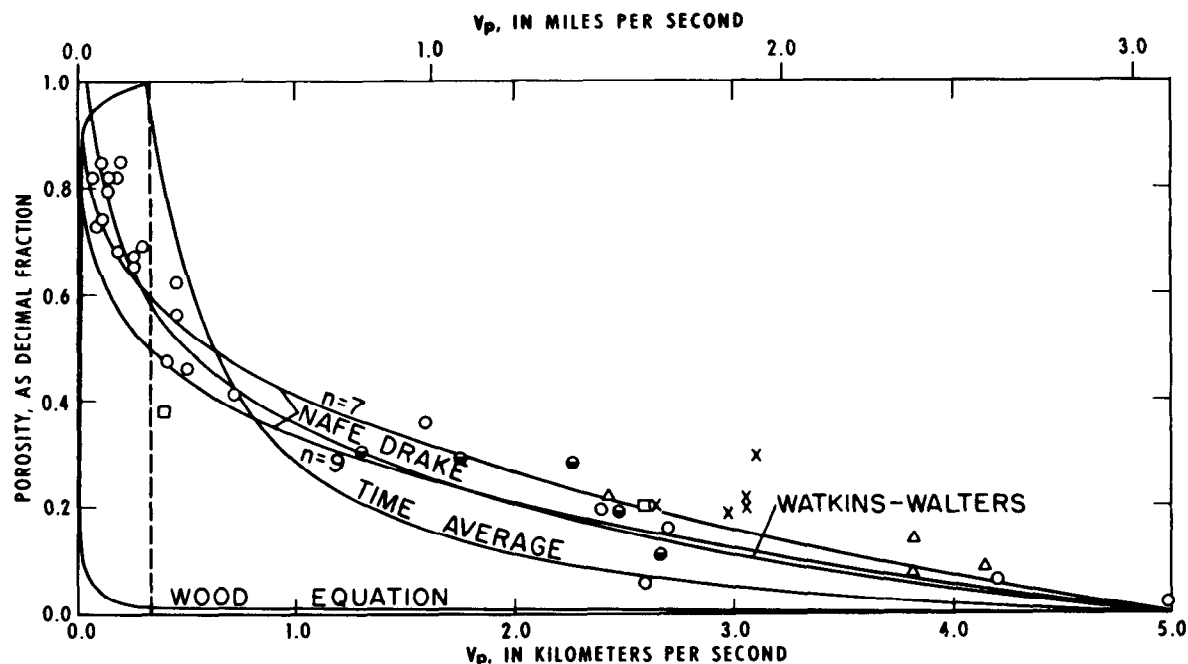 Vp, IN MILES PER SECOND
0.0 1.0 2.0 3.0
1.0
0.8
0.6
0.4
0.2
0.0
POROSITY, AS DECIMAL FRACTION
n=7
NAFE DRAKE
n=9
TIME AVERAGE
WATKINS-WALTERS
WOOD EQUATION
0.0 1.0 2.0 3.0 4.0 5.0
Vp, IN KILOMETERS PER SECOND